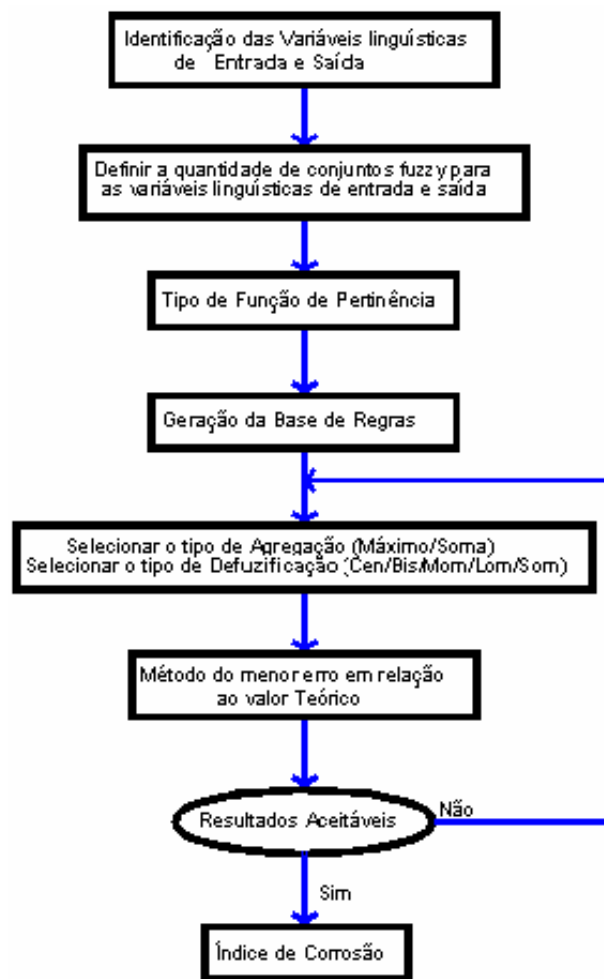 Identificação das Variáveis linguísticas
de Entrada e Saída
Definir a quantidade de conjuntos fuzzy para
as variáveis linguísticas de entrada e saída
Tipo de Função de Pertinência
Geração da Base de Regras
Selecionar o tipo de Agregação (Máximo/Soma)
Selecionar o tipo de Defuzificação (Cen/Bis/Mom/Lom/Som)
Método do menor erro em relação
ao valor Teórico
Resultados Aceitáveis
Não
Sim
Índice de Corrosão